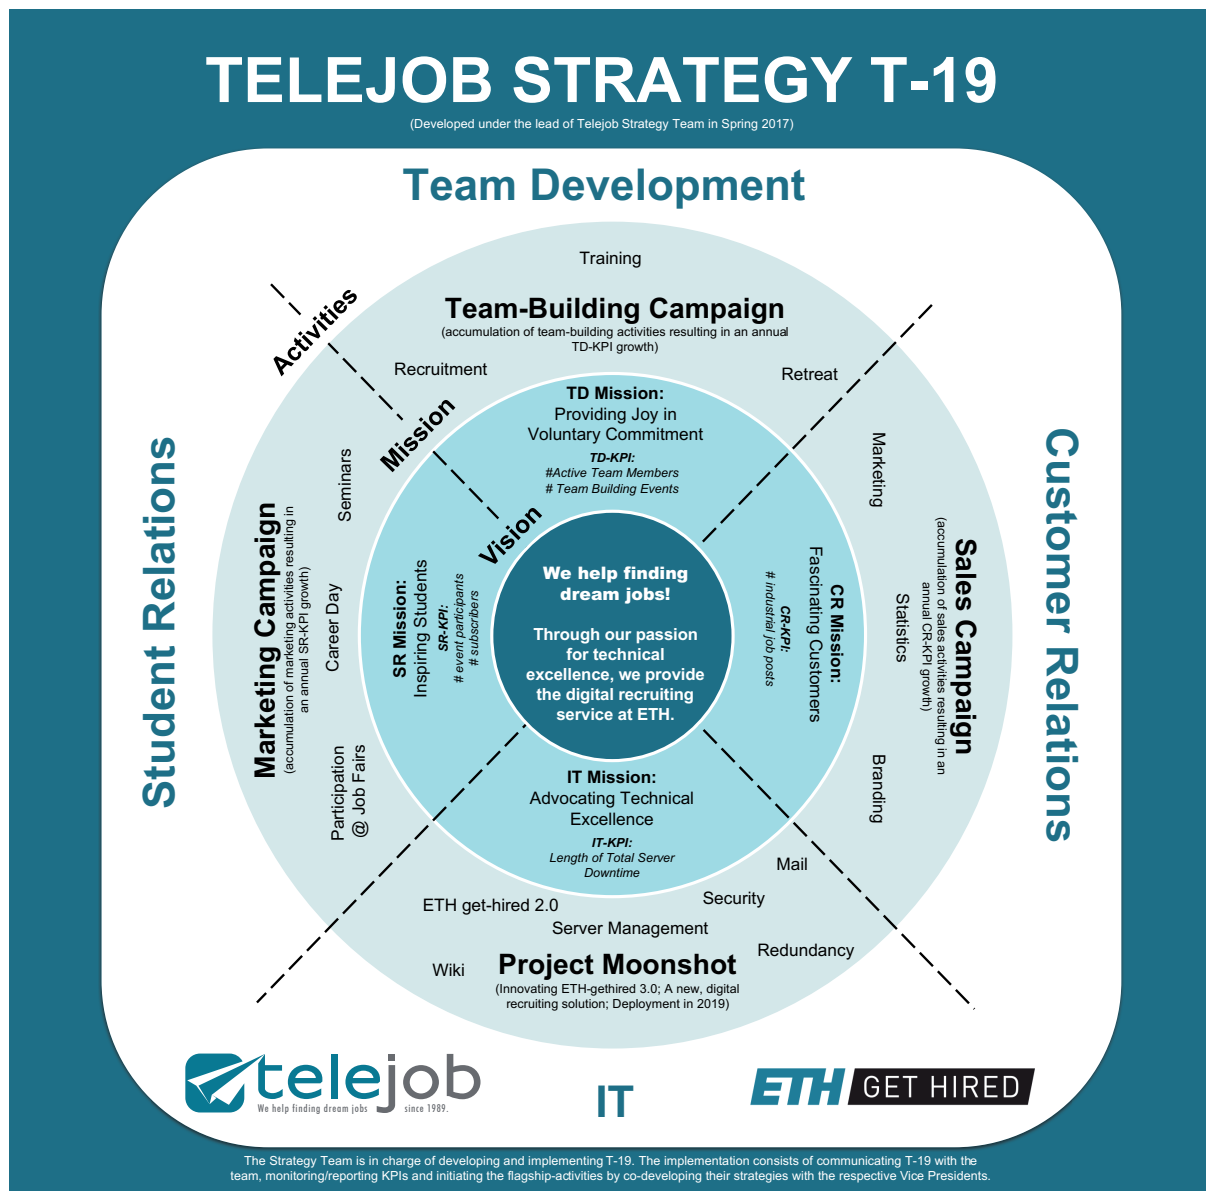 TELEJOB STRATEGY T-19
(Developed under the lead of Telejob Strategy Team in Spring 2017)
Team Development
Training
Team-Building Campaign
(accumulation of team-building activities resulting in an annual
TD-KPI growth)
Recruitment
Retreat
Activities
Mission
Vision
TD Mission:
Providing Joy in
Voluntary Commitment
TD-KPI:
#Active Team Members
# Team Building Events
Student Relations
Marketing Campaign
(accumulation of marketing activities resulting in
an annual SR-KPI growth)
Seminars
Career Day
Participation
@ Job Fairs
SR Mission:
Inspiring Students
SR-KPI:
# event participants
# subscribers
We help finding
dream jobs!
Through our passion
for technical
excellence, we provide
the digital recruiting
service at ETH.
Customer Relations
Sales Campaign
(accumulation of sales activities resulting in an
annual CR-KPI growth)
Marketing
Statistics
Branding
CR Mission:
Fascinating Customers
CR-KPI:
# industrial job posts
IT Mission:
Advocating Technical
Excellence
IT-KPI:
Length of Total Server
Downtime
Mail
Security
ETH get-hired 2.0
Server Management
Redundancy
Wiki
Project Moonshot
(Innovating ETH-gethired 3.0; A new, digital
recruiting solution; Deployment in 2019)
telejob
We help finding dream jobs since 1989.
IT
ETH GET HIRED
The Strategy Team is in charge of developing and implementing T-19. The implementation consists of communicating T-19 with the
team, monitoring/reporting KPIs and initiating the flagship-activities by co-developing their strategies with the respective Vice Presidents.